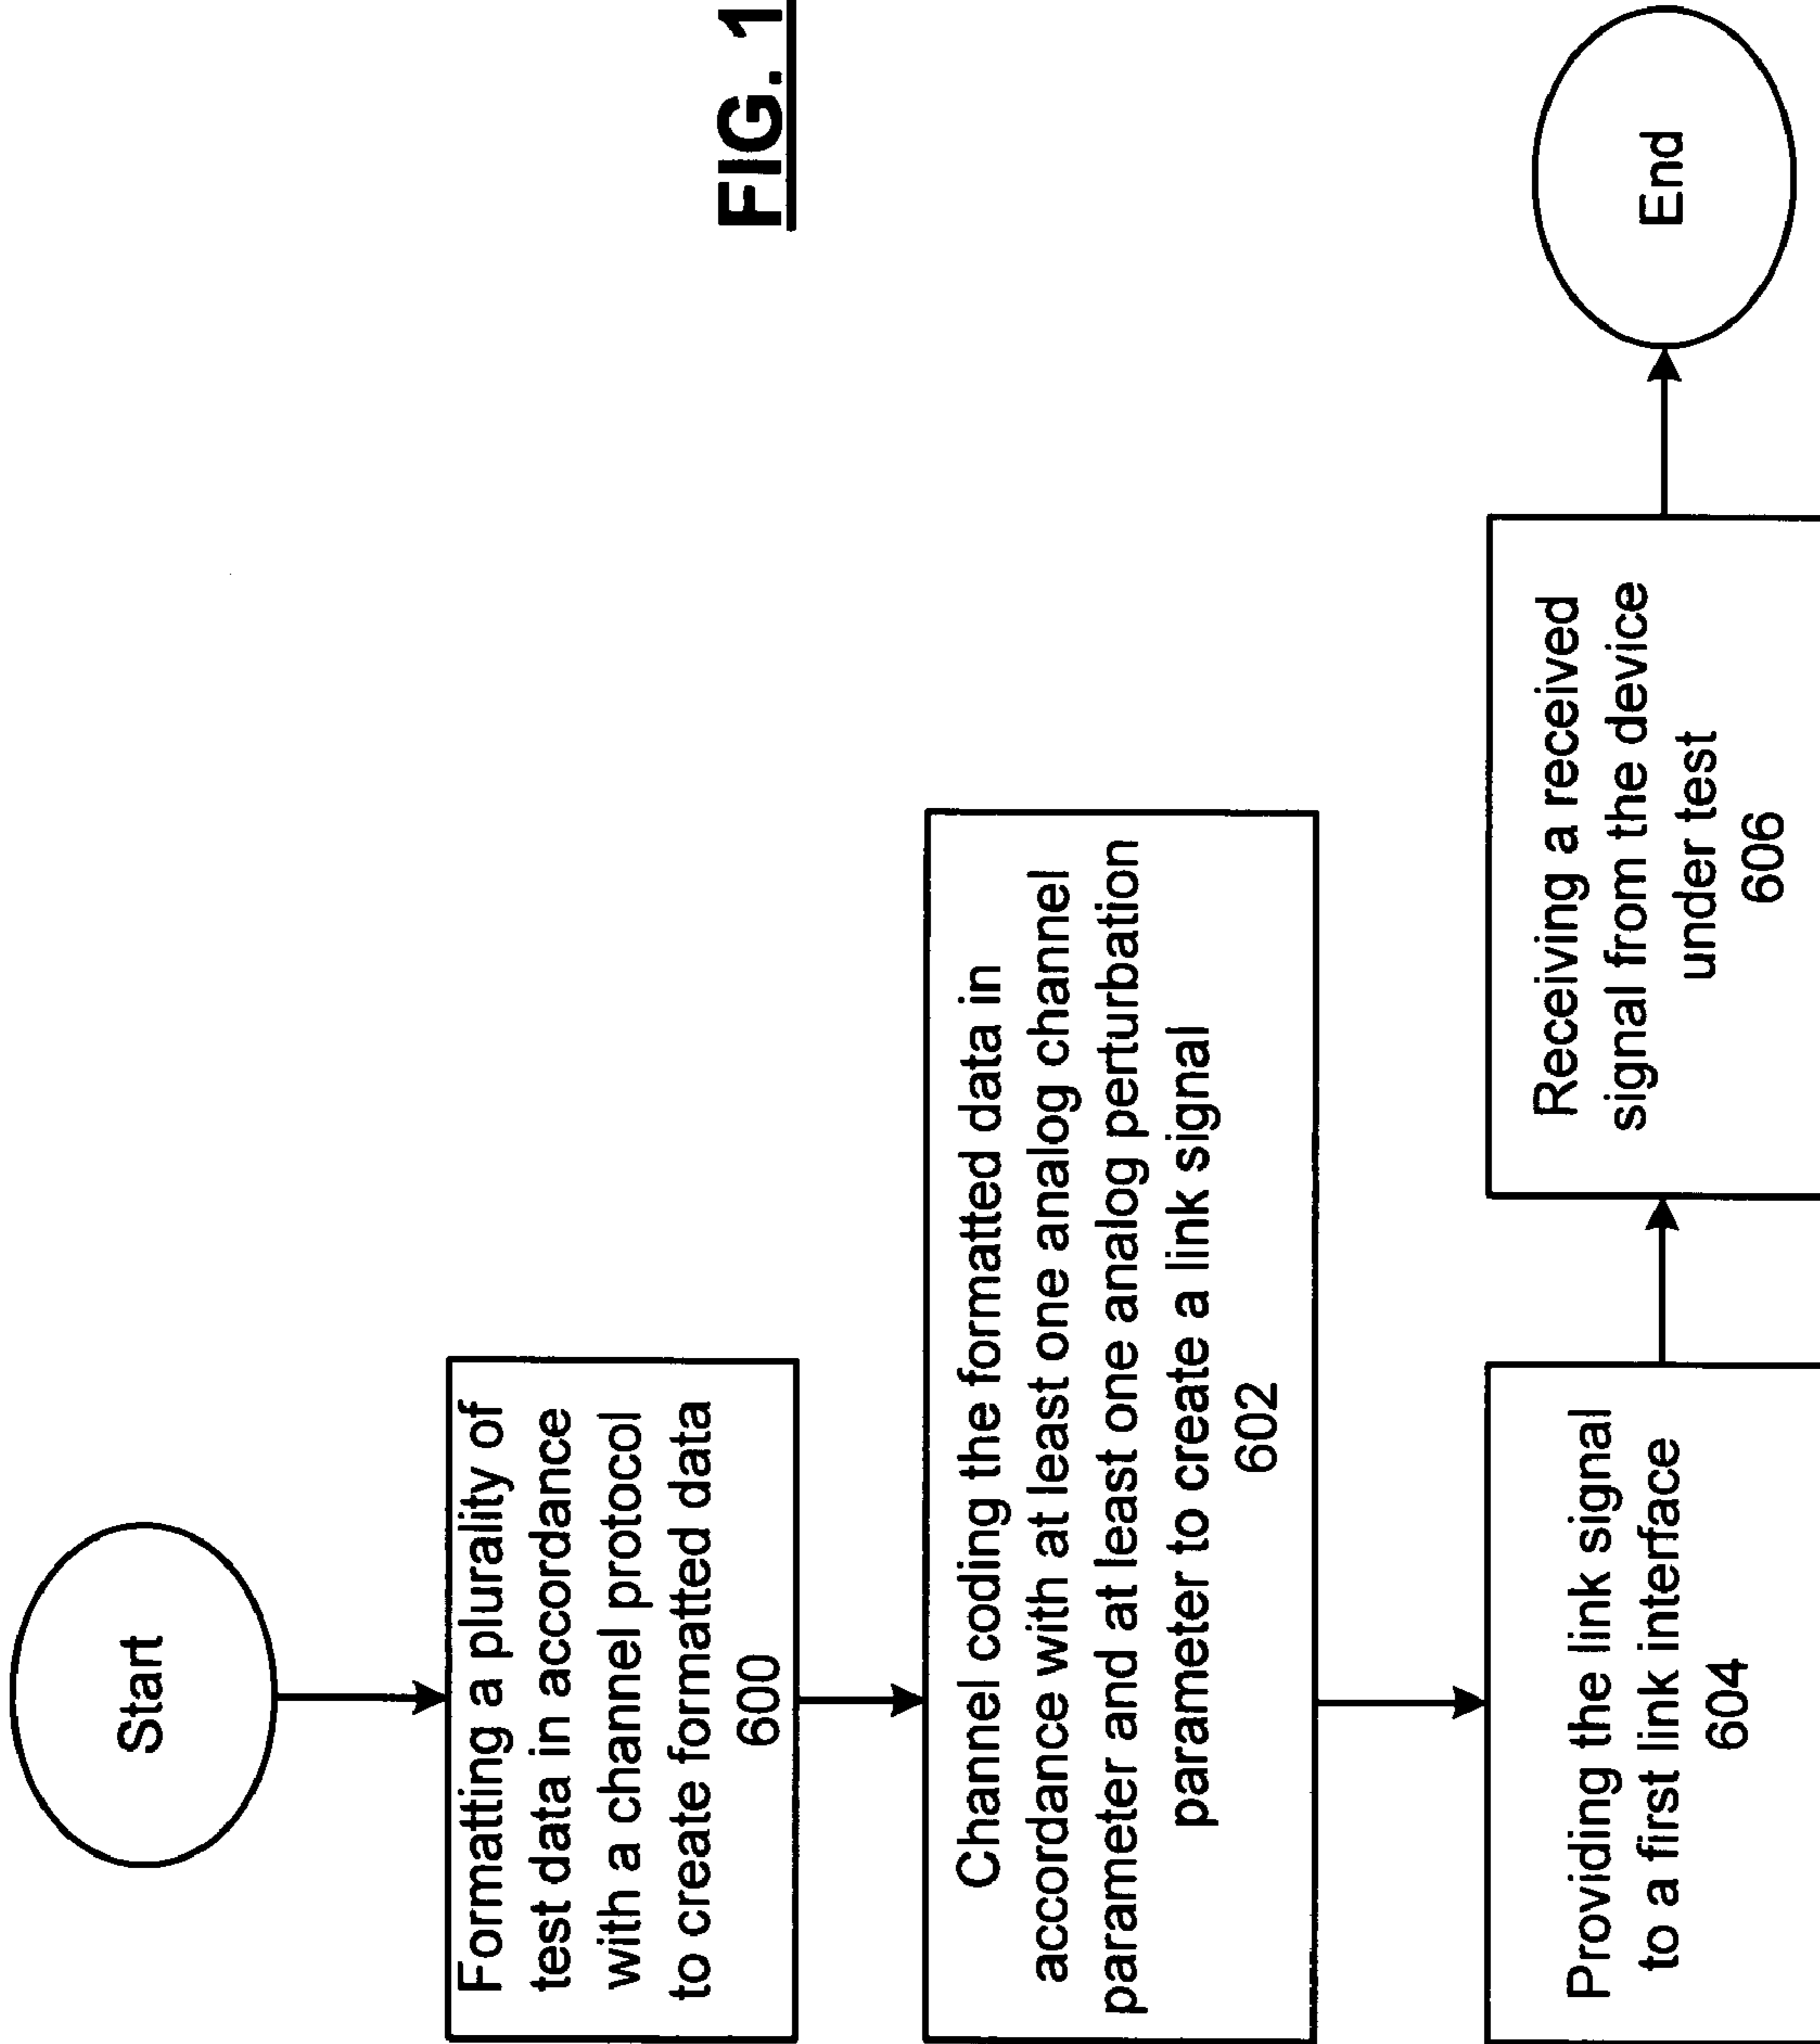 Start
Formatting a plurality of
test data in accordance
with a channel protocol
to create formatted data
600
Channel coding the formatted data in
accordance with at least one analog channel
parameter and at least one analog perturbation
parameter to create a link signal
602
Providing the link signal
to a first link interface
604
Receiving a received
signal from the device
under test
606
End
FIG. 1